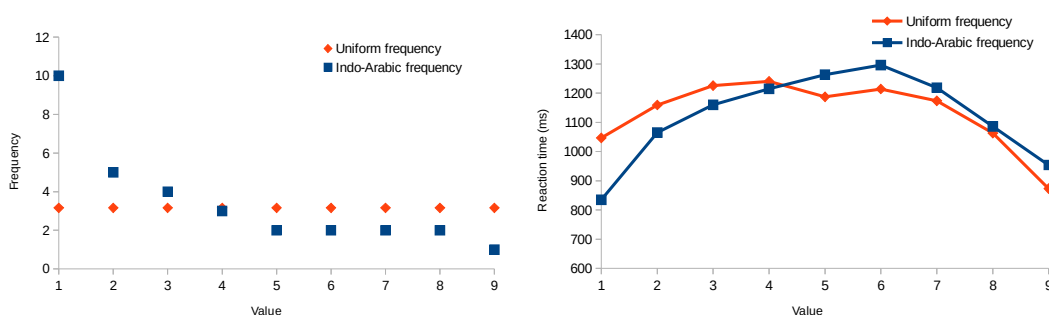 12
10
8
6
4
2
0
Frequency
1 2 3 4 5 6 7 8 9
Value
Uniform frequency
Indo-Arabic frequency
1400
1300
1200
1100
1000
900
800
700
600
Reaction time (ms)
1 2 3 4 5 6 7 8 9
Value
Uniform frequency
Indo-Arabic frequency